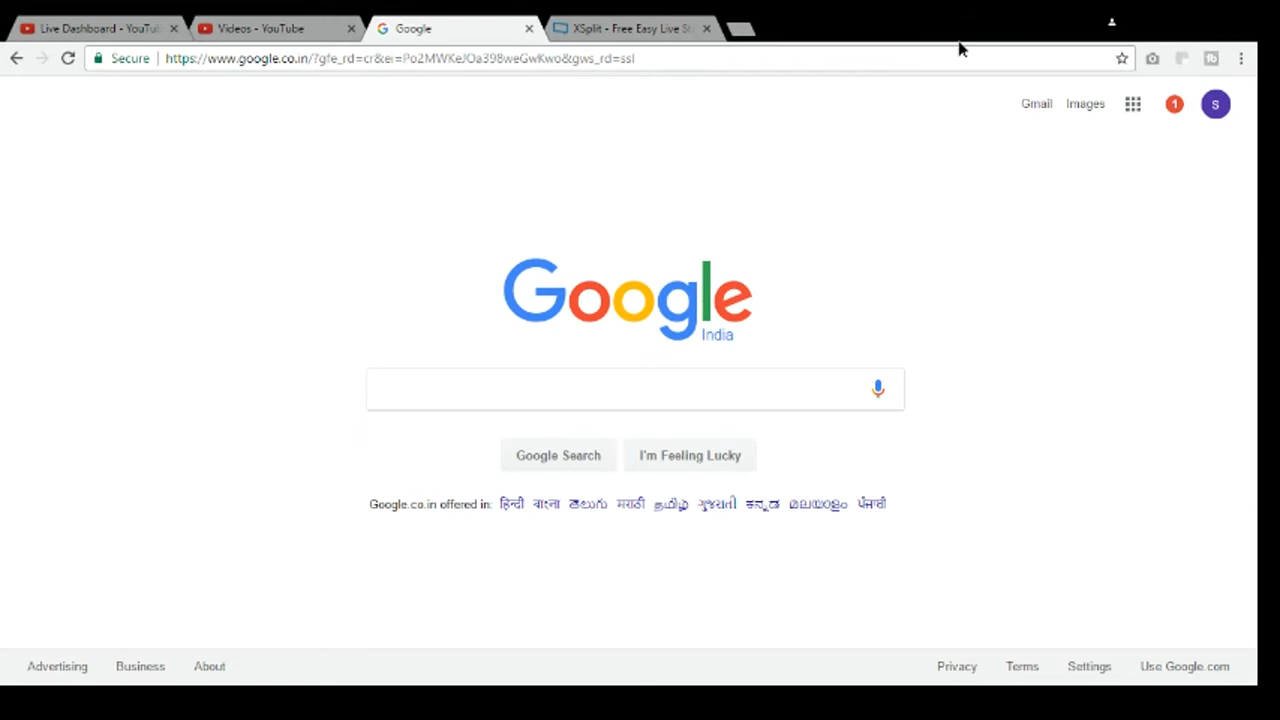 Live Dashboard - YouTu
Videos - YouTube
Google
XSplit - Free Easy Live St
Secure
https://www.google.co.in/?gfe_rd=cr&ei=Po2MWKeJOa398weGwKwo&gws_rd=ssl
Gmail Images 1 S
Google
India
Google Search I'm Feeling Lucky
Google.co.in offered in: हिन्दी বাংলা తెలుగు मराठी தமிழ் ગુજરાતી ಕನ್ನಡ മലയാളം ਪੰਜਾਬੀ
Advertising Business About Privacy Terms Settings Use Google.com